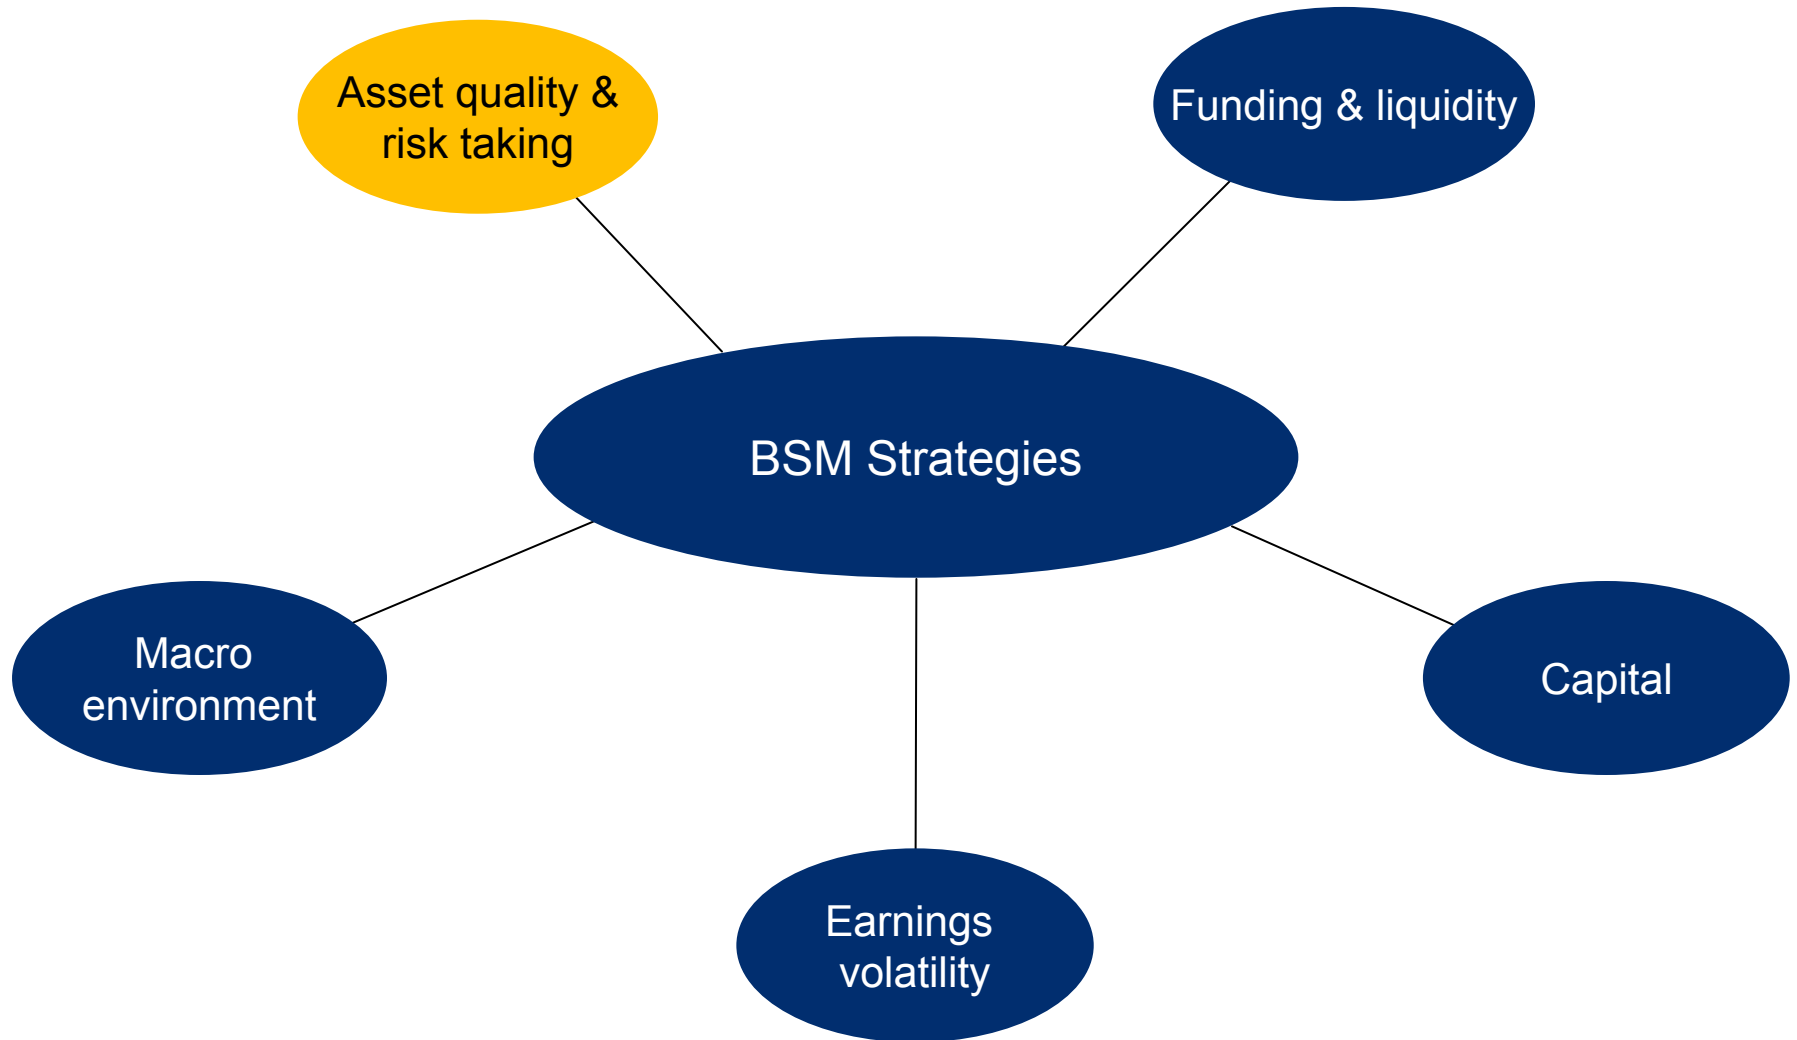 Asset quality &
risk taking
Funding & liquidity
BSM Strategies
Macro
environment
Capital
Earnings
volatility